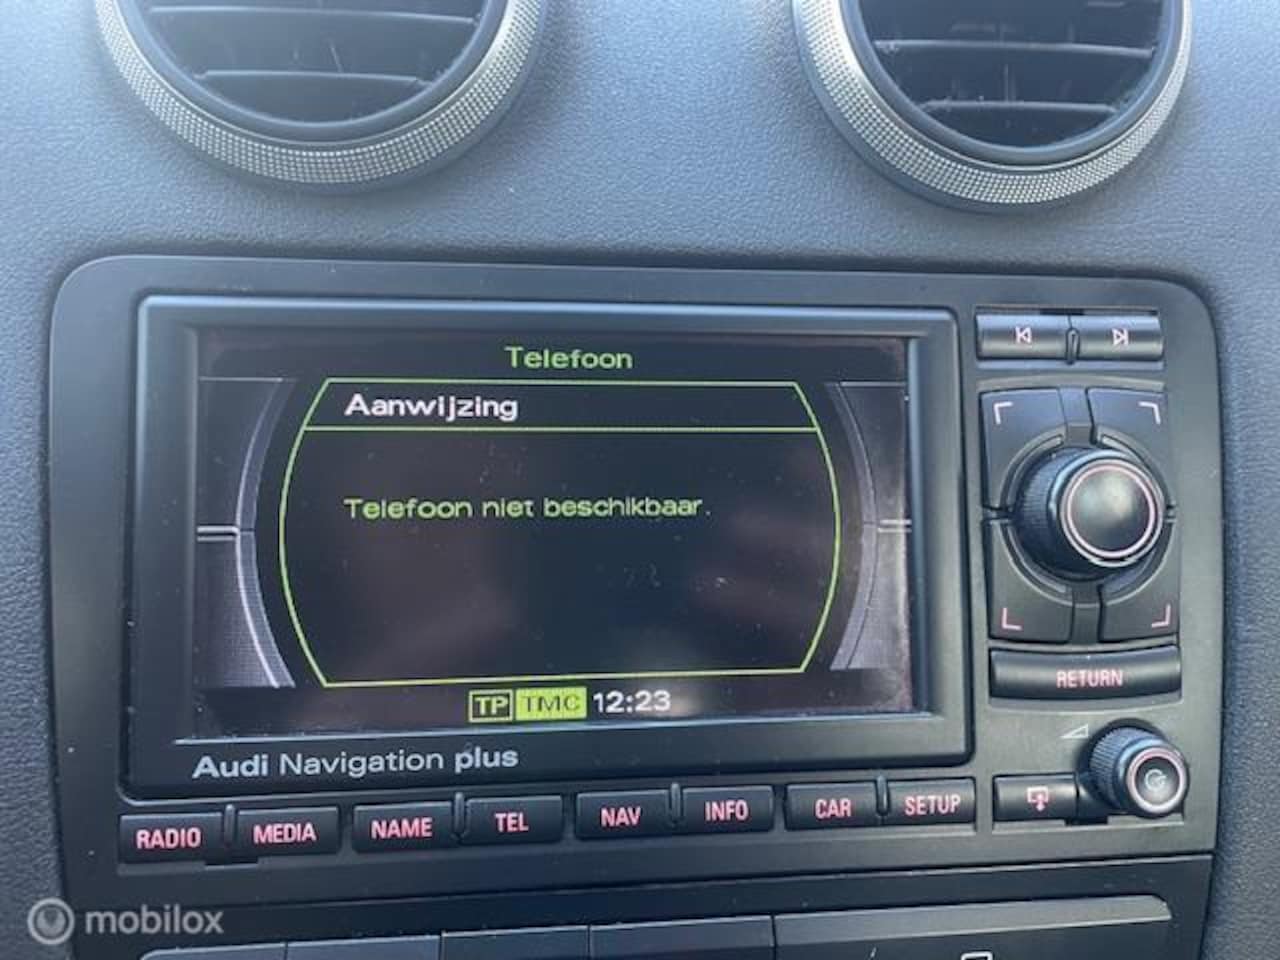 Telefoon
Aanwijzing
Telefoon niet beschikbaar.
TP TMC 12:23
Audi Navigation plus
RETURN
RADIO MEDIA NAME TEL NAV INFO CAR SETUP
mobilox